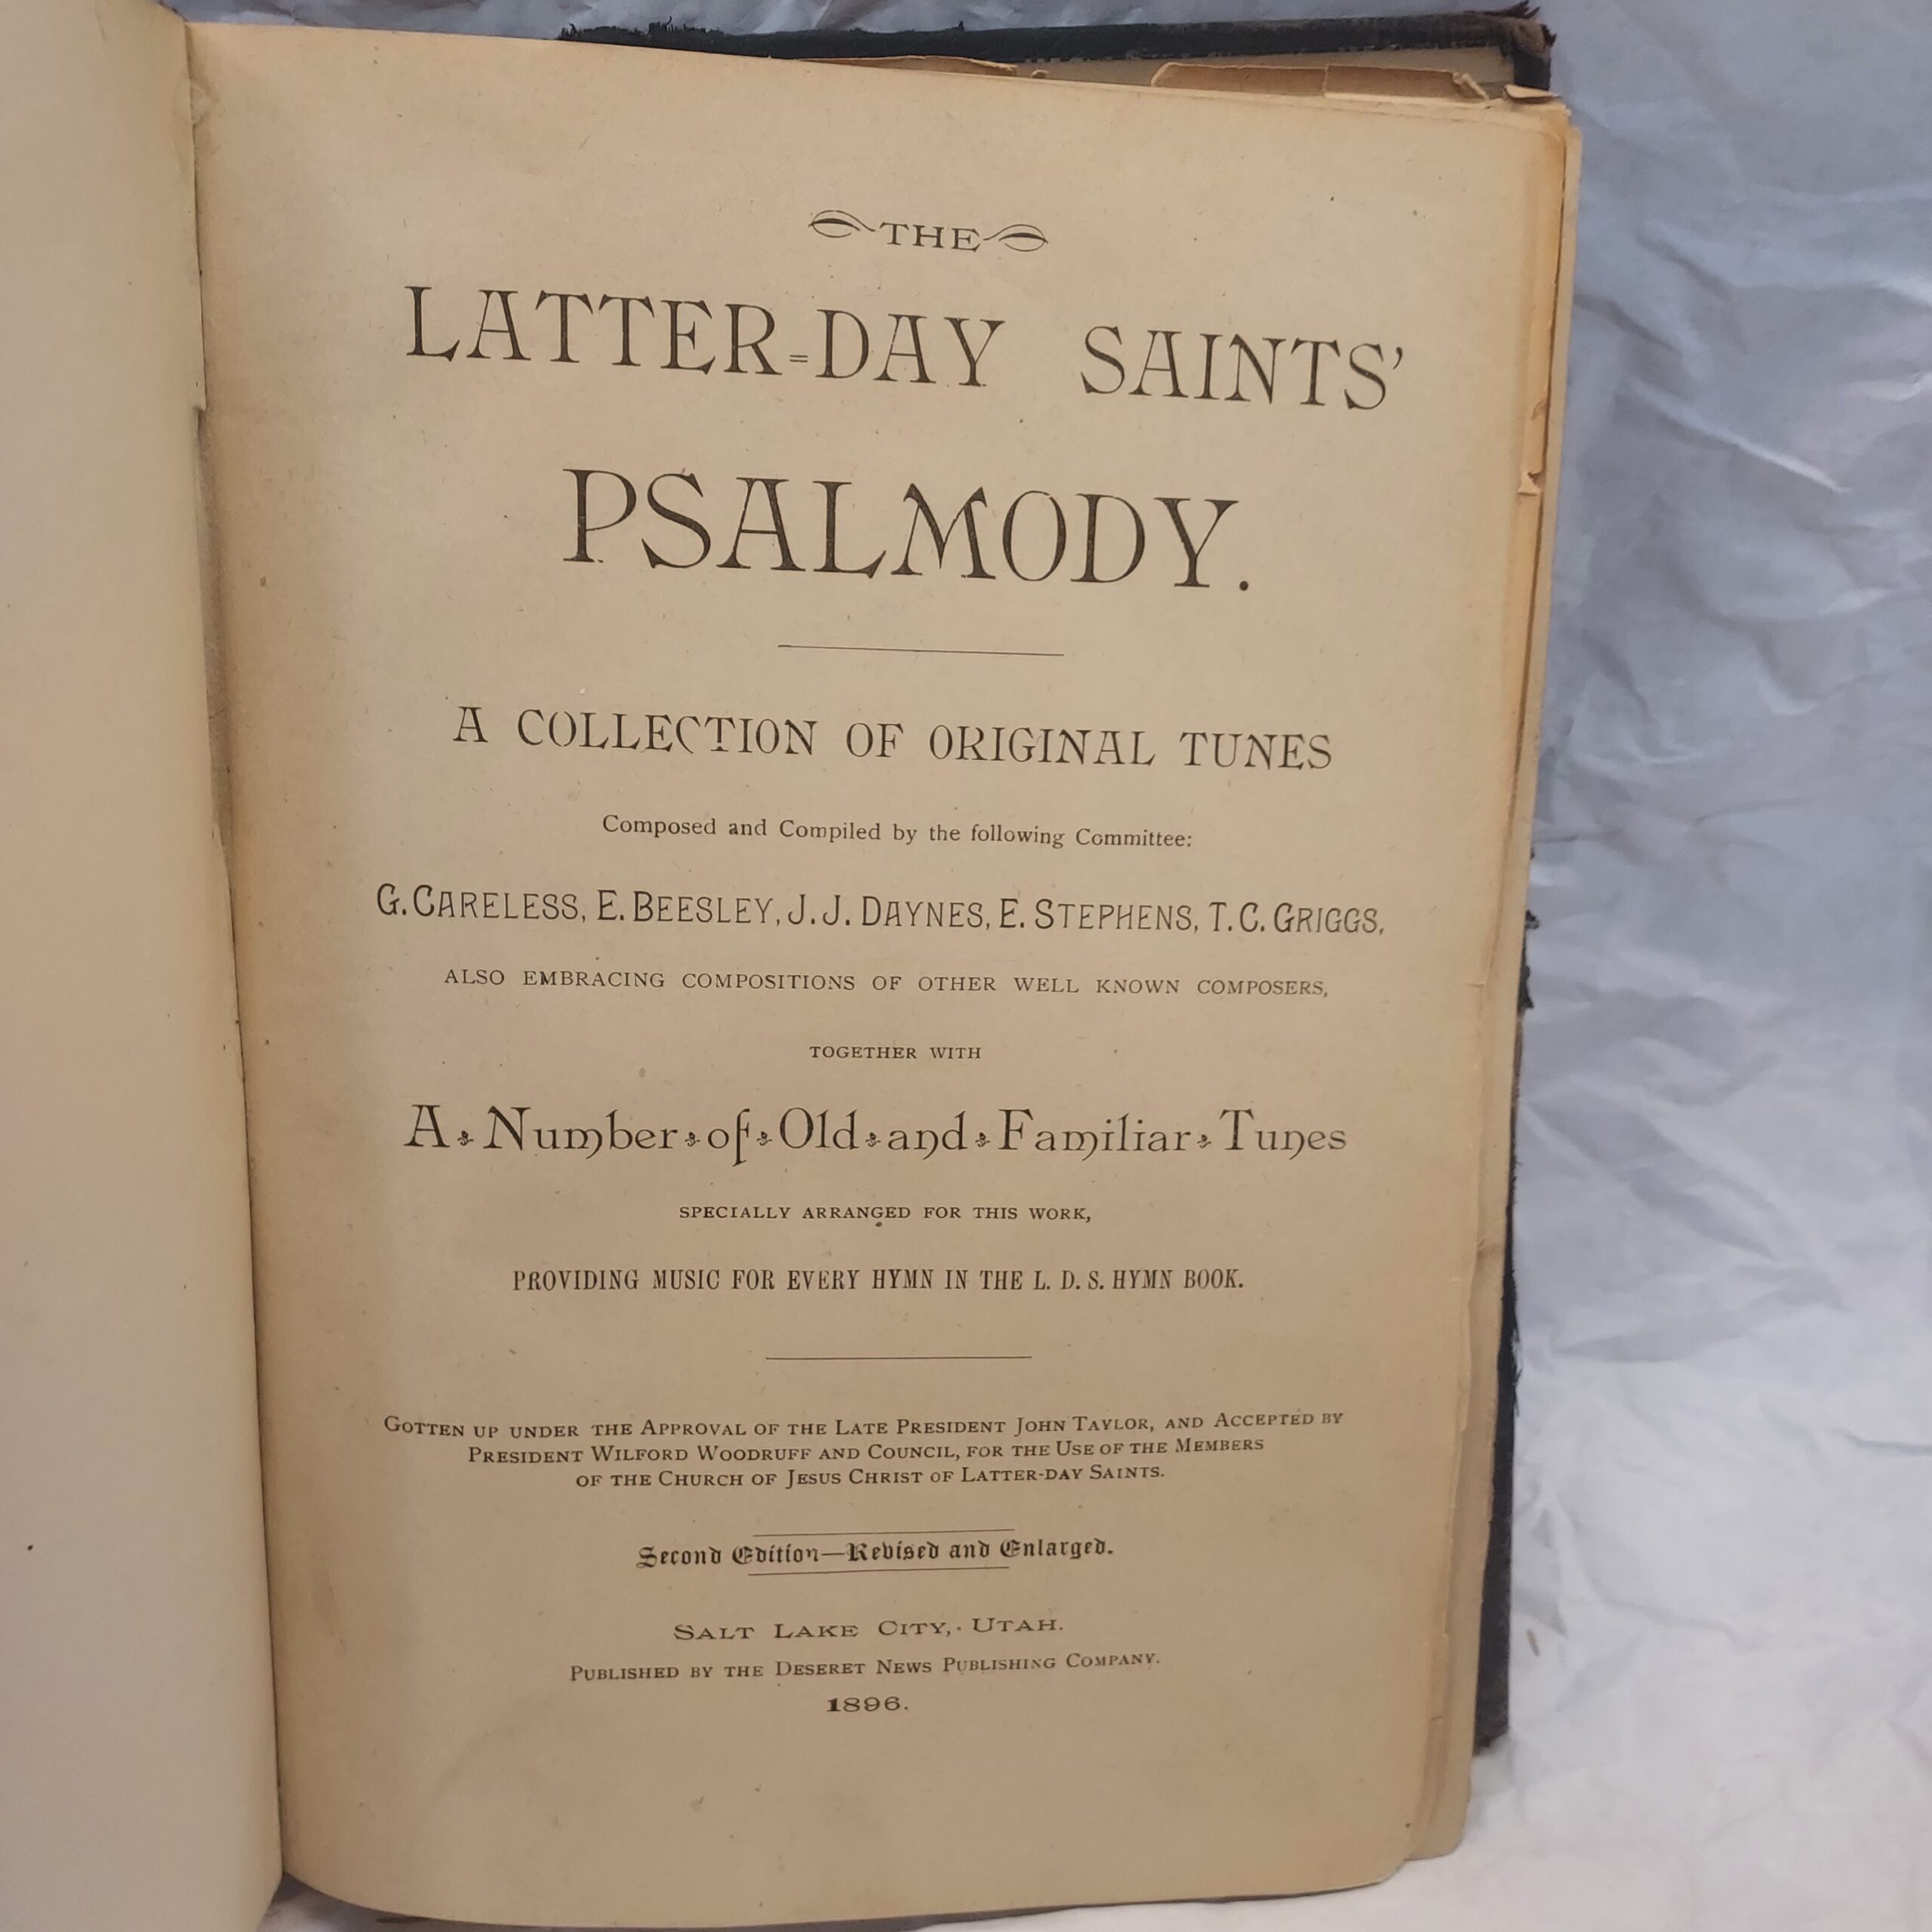 THE
LATTER-DAY SAINTS'
PSALMODY.
A COLLECTION OF ORIGINAL TUNES
Composed and Compiled by the following Committee:
G. CARELESS, E. BEESLEY, J. J. DAYNES, E. STEPHENS, T. C. GRIGGS,
ALSO EMBRACING COMPOSITIONS OF OTHER WELL KNOWN COMPOSERS,
TOGETHER WITH
A Number of Old and Familiar Tunes
SPECIALLY ARRANGED FOR THIS WORK,
PROVIDING MUSIC FOR EVERY HYMN IN THE L. D. S. HYMN BOOK.
GOTTEN UP UNDER THE APPROVAL OF THE LATE PRESIDENT JOHN TAYLOR, AND ACCEPTED BY
PRESIDENT WILFORD WOODRUFF AND COUNCIL, FOR THE USE OF THE MEMBERS
OF THE CHURCH OF JESUS CHRIST OF LATTER-DAY SAINTS.
Second Edition—Revised and Enlarged.
SALT LAKE CITY, UTAH.
PUBLISHED BY THE DESERET NEWS PUBLISHING COMPANY.
1896.